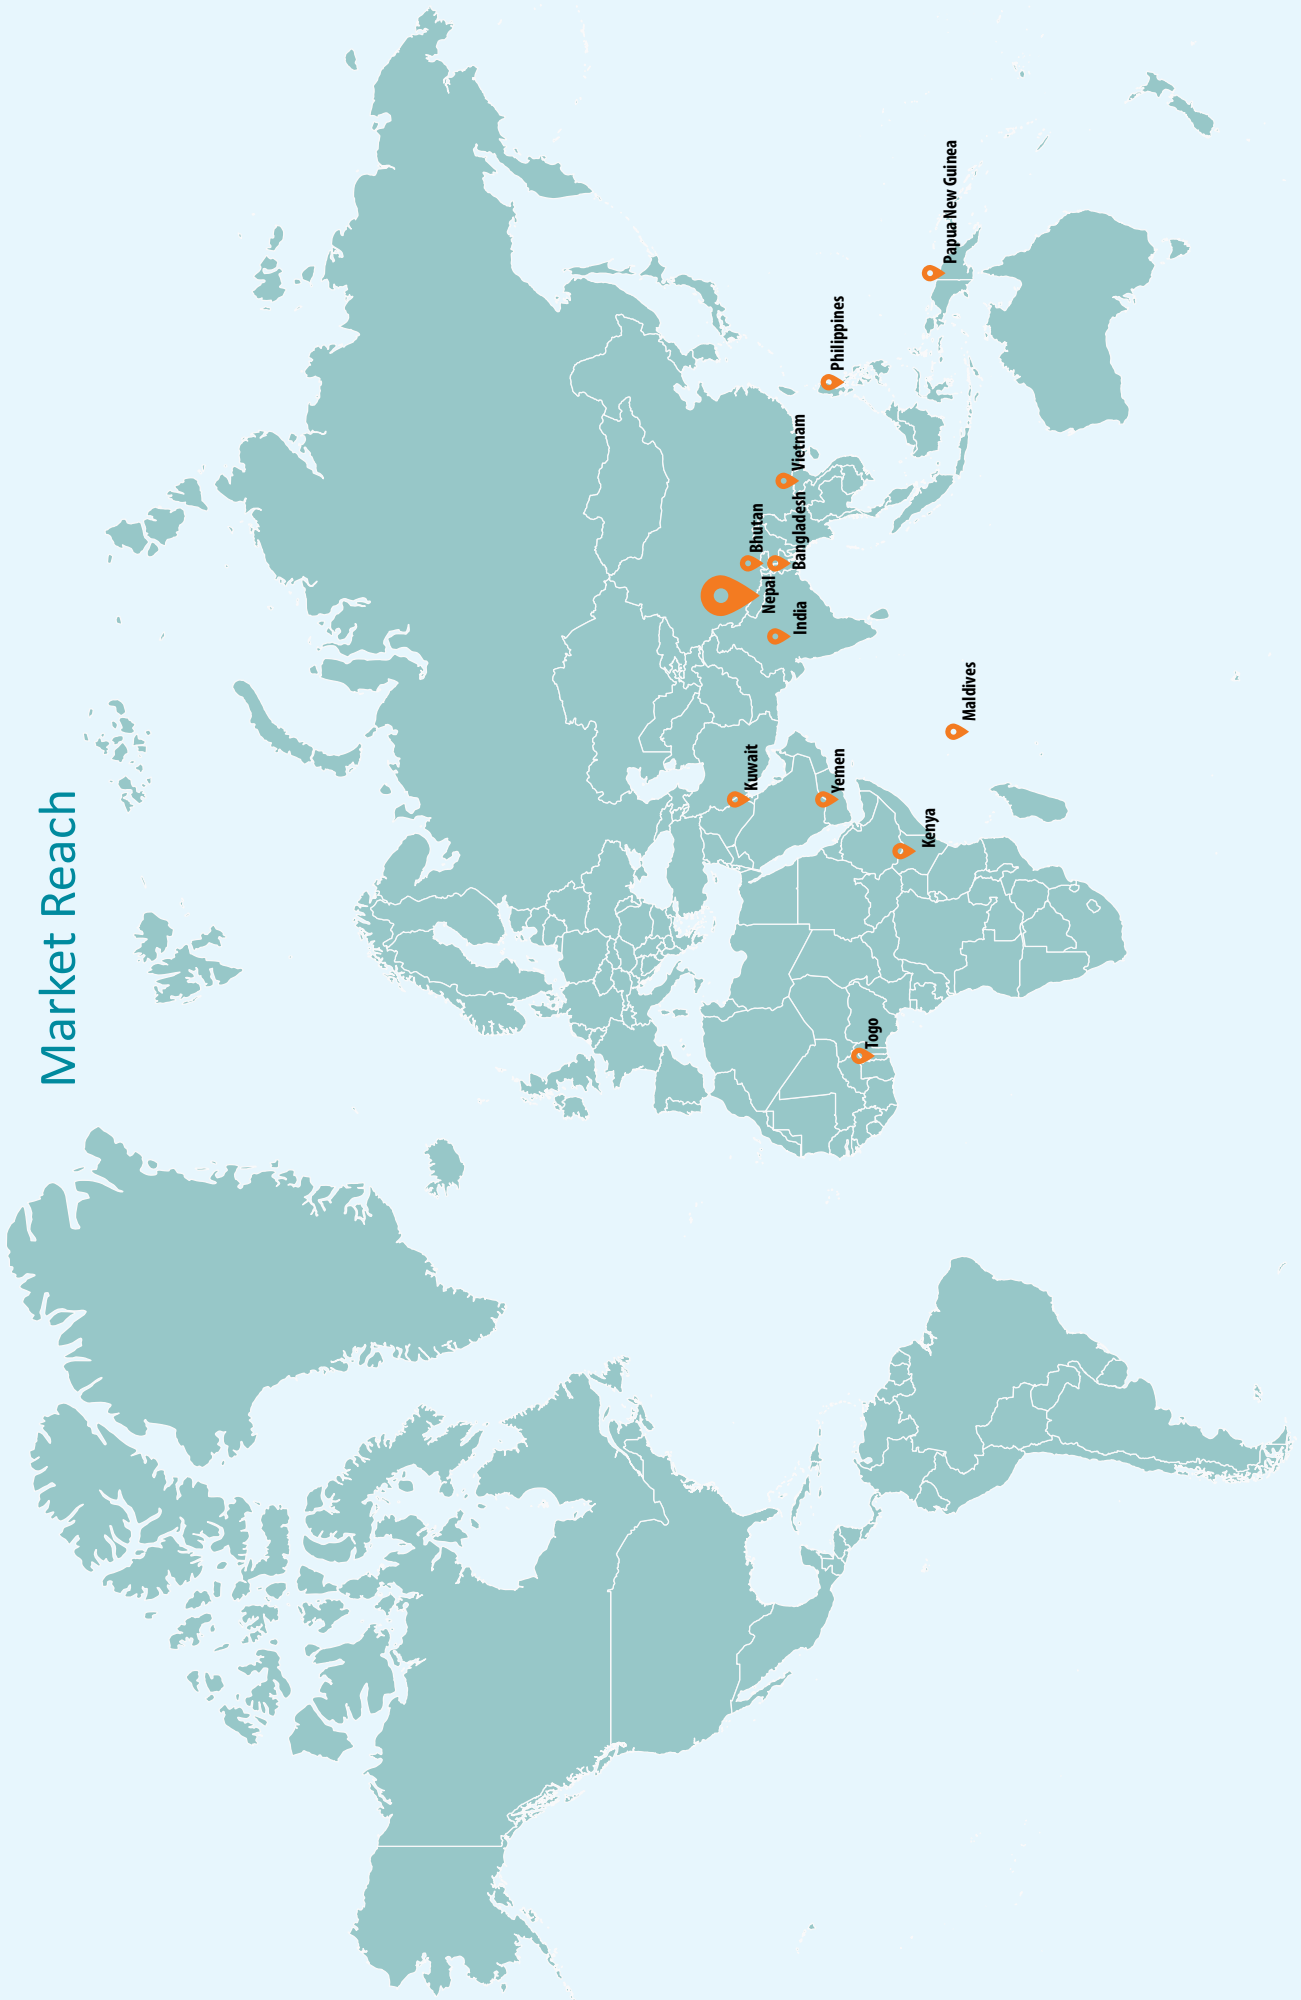 Market Reach
Kuwait
Nepal
Bhutan
India
Bangladesh
Vietnam
Yemen
Philippines
Togo
Kenya
Papua New Guinea
Maldives